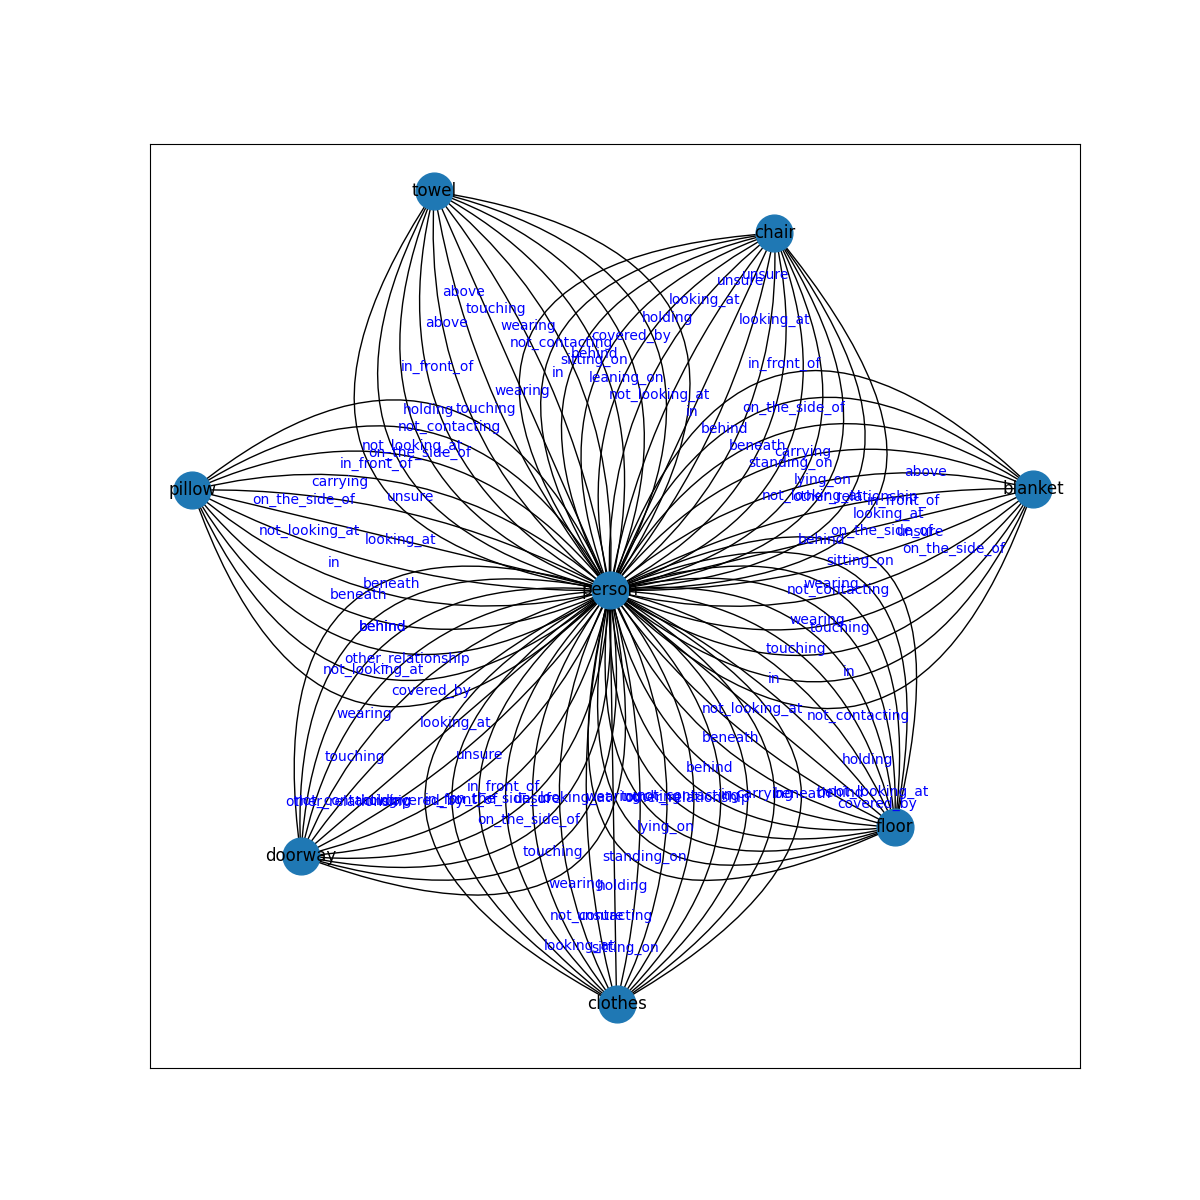 towel
chair
unsure
unsure
above
looking_at
touching
holding
looking_at
above
wearing
covered_by
not_contacting
behind
sitting_on
in_front_of
in_front_of
in
leaning_on
wearing
not_looking_at
holding
touching
on_the_side_of
in
not_contacting
behind
not_looking_at
beneath
on_the_side_of
carrying
in_front_of
standing_on
above
carrying
lying_on
pillow
blanket
unsure
not_looking_at
other_relationship
in_front_of
on_the_side_of
looking_at
not_looking_at
on_the_side_of
unsure
looking_at
behind
on_the_side_of
in
sitting_on
beneath
wearing
person
not_contacting
beneath
wearing
behind
touching
touching
other_relationship
not_looking_at
in
in
covered_by
not_looking_at
wearing
not_contacting
looking_at
beneath
touching
unsure
holding
behind
in_front_of
carrying
beneath
not_looking_at
covered_by
on_the_side_of
lying_on
floor
touching
doorway
standing_on
wearing
holding
not_contacting
unsure
looking_at
sitting_on
clothes